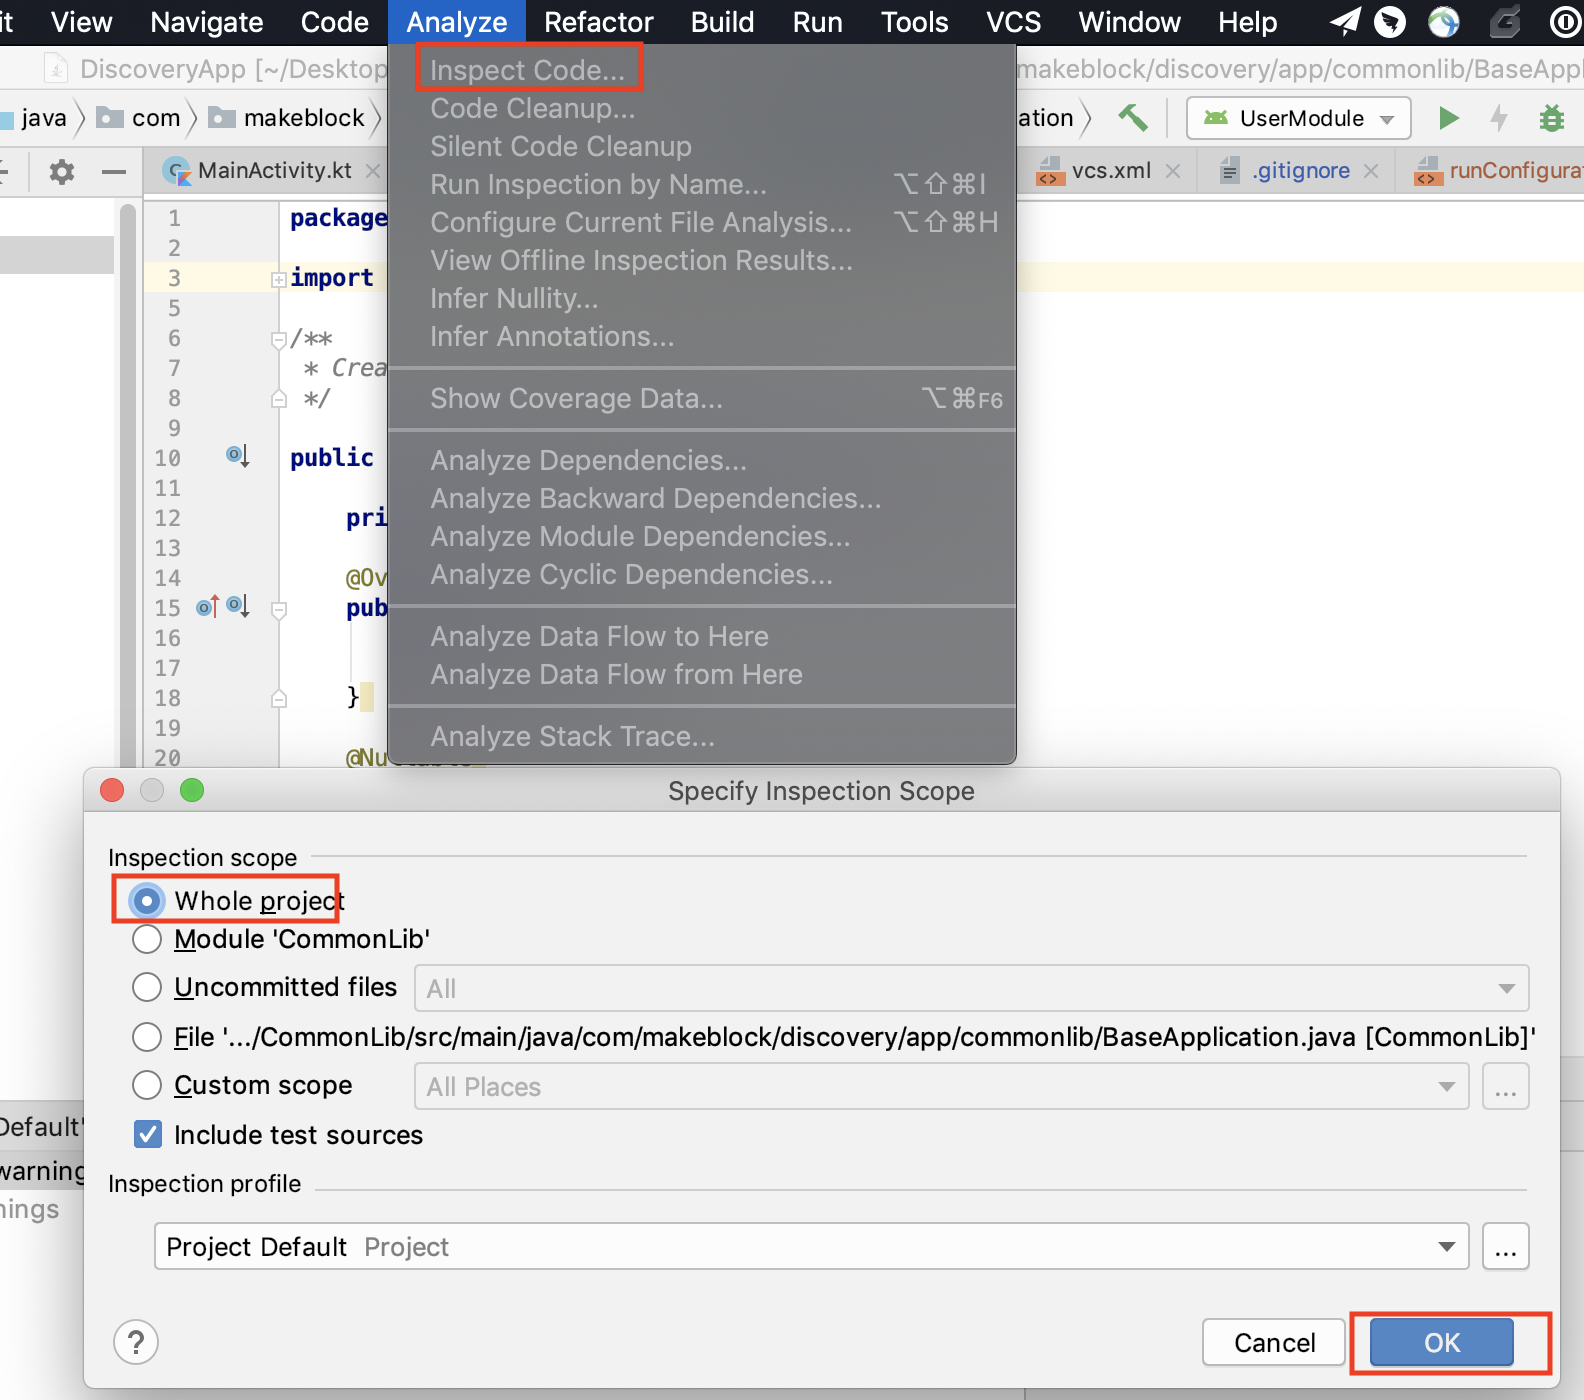 it View Navigate Code Analyze Refactor Build Run Tools VCS Window Help
DiscoveryApp [~/Desktop
makeblock/discovery/app/commonlib/BaseAppl
java com makeblock
ation UserModule
MainActivity.kt
vcs.xml .gitignore runConfigurat
Inspect Code...
Code Cleanup...
Silent Code Cleanup
Run Inspection by Name... ⌥⇧⌘I
Configure Current File Analysis... ⌥⇧⌘H
View Offline Inspection Results...
Infer Nullity...
Infer Annotations...
Show Coverage Data... ⌥⌘F6
Analyze Dependencies...
Analyze Backward Dependencies...
Analyze Module Dependencies...
Analyze Cyclic Dependencies...
Analyze Data Flow to Here
Analyze Data Flow from Here
Analyze Stack Trace...
1 package
2
3 import
5
6 /**
7 * Crea
8 */
9
10 public
11
12 pri
13
14 @Ov
15 pub
16
17
18 }
19
20 @Nullable
Specify Inspection Scope
Inspection scope
Whole project
Module 'CommonLib'
Uncommitted files All
File '.../CommonLib/src/main/java/com/makeblock/discovery/app/commonlib/BaseApplication.java [CommonLib]'
Custom scope All Places ...
Include test sources
Inspection profile
Project Default Project ...
? Cancel OK
Default'
warning
nings